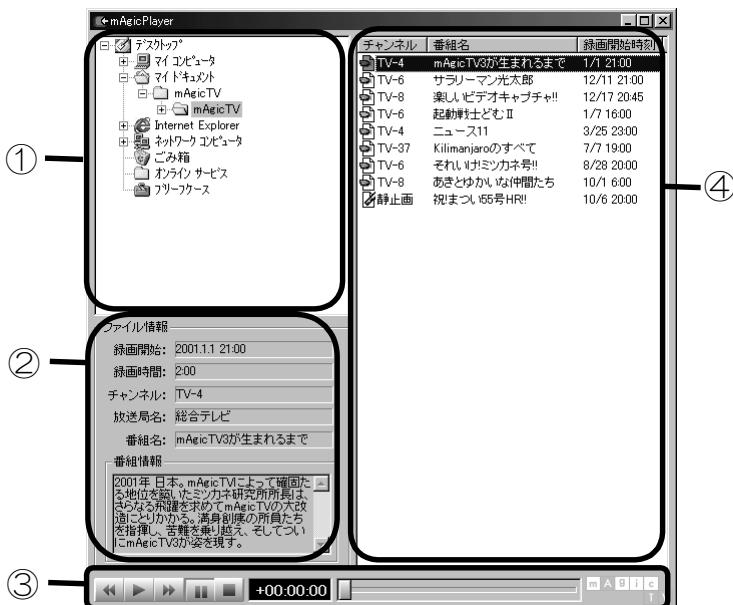 mAgicPlayer
デスクトップ
マイ コンピュータ
マイ ドキュメント
mAgicTV
mAgicTV
Internet Explorer
ネットワーク コンピュータ
ごみ箱
オンライン サービス
ブリーフケース
チャンネル 番組名 録画開始時刻
TV-4 mAgicTV3が生まれるまで 1/1 21:00
TV-6 サラリーマン光太郎 12/11 21:00
TV-8 楽しいビデオキャプチャ!! 12/17 20:45
TV-6 起動戦士どむⅡ 1/7 16:00
TV-4 ニュース11 3/25 23:00
TV-37 Kilimanjaroのすべて 7/7 19:00
TV-6 それいけ!ミツカネ号!! 8/28 20:00
TV-8 あきとゆかいな仲間たち 10/1 6:00
静止画 祝!まつい55号HR!! 10/6 20:00
①
④
ファイル情報
録画開始: 2001.1.1 21:00
録画時間: 2:00
チャンネル: TV-4
放送局名: 総合テレビ
番組名: mAgicTV3が生まれるまで
②
番組情報
2001年 日本。mAgicTVによって確固た
る地位を築いたミツカネ研究所所長は、
さらなる飛躍を求めてmAgicTVの大改
造にとりかかる。満身創痍の所員たち
を指揮し、苦難を乗り越え、そしてつい
にmAgicTV3が姿を現す。
③
+00:00:00
mAgic
T